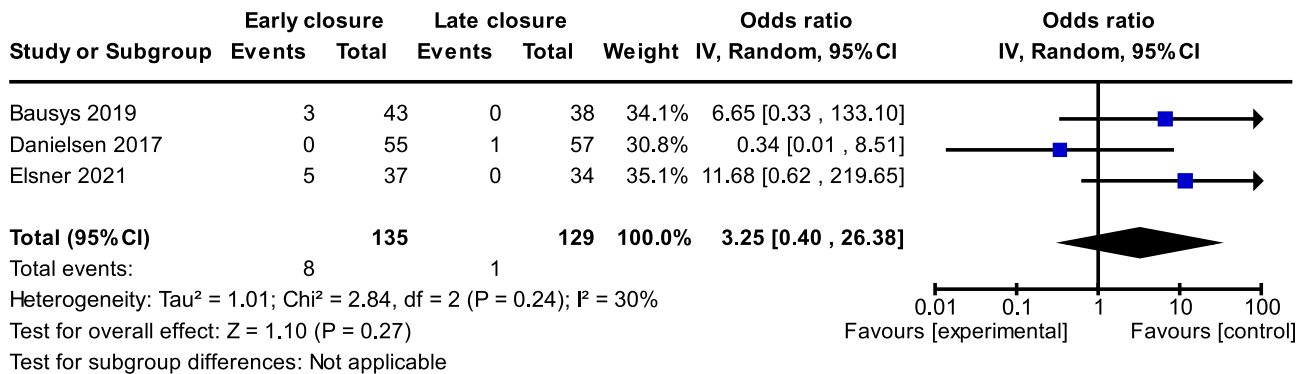 Early closure Late closure Odds ratio Odds ratio
Study or Subgroup Events Total Events Total Weight IV, Random, 95% CI IV, Random, 95% CI
Bausys 2019 3 43 0 38 34.1% 6.65 [0.33 , 133.10]
Danielsen 2017 0 55 1 57 30.8% 0.34 [0.01 , 8.51]
Elsner 2021 5 37 0 34 35.1% 11.68 [0.62 , 219.65]
Total (95% CI) 135 129 100.0% 3.25 [0.40 , 26.38]
Total events: 8 1
Heterogeneity: Tau² = 1.01; Chi² = 2.84, df = 2 (P = 0.24); I² = 30%
Test for overall effect: Z = 1.10 (P = 0.27)
Test for subgroup differences: Not applicable
0.01 0.1 1 10 100
Favours [experimental] Favours [control]